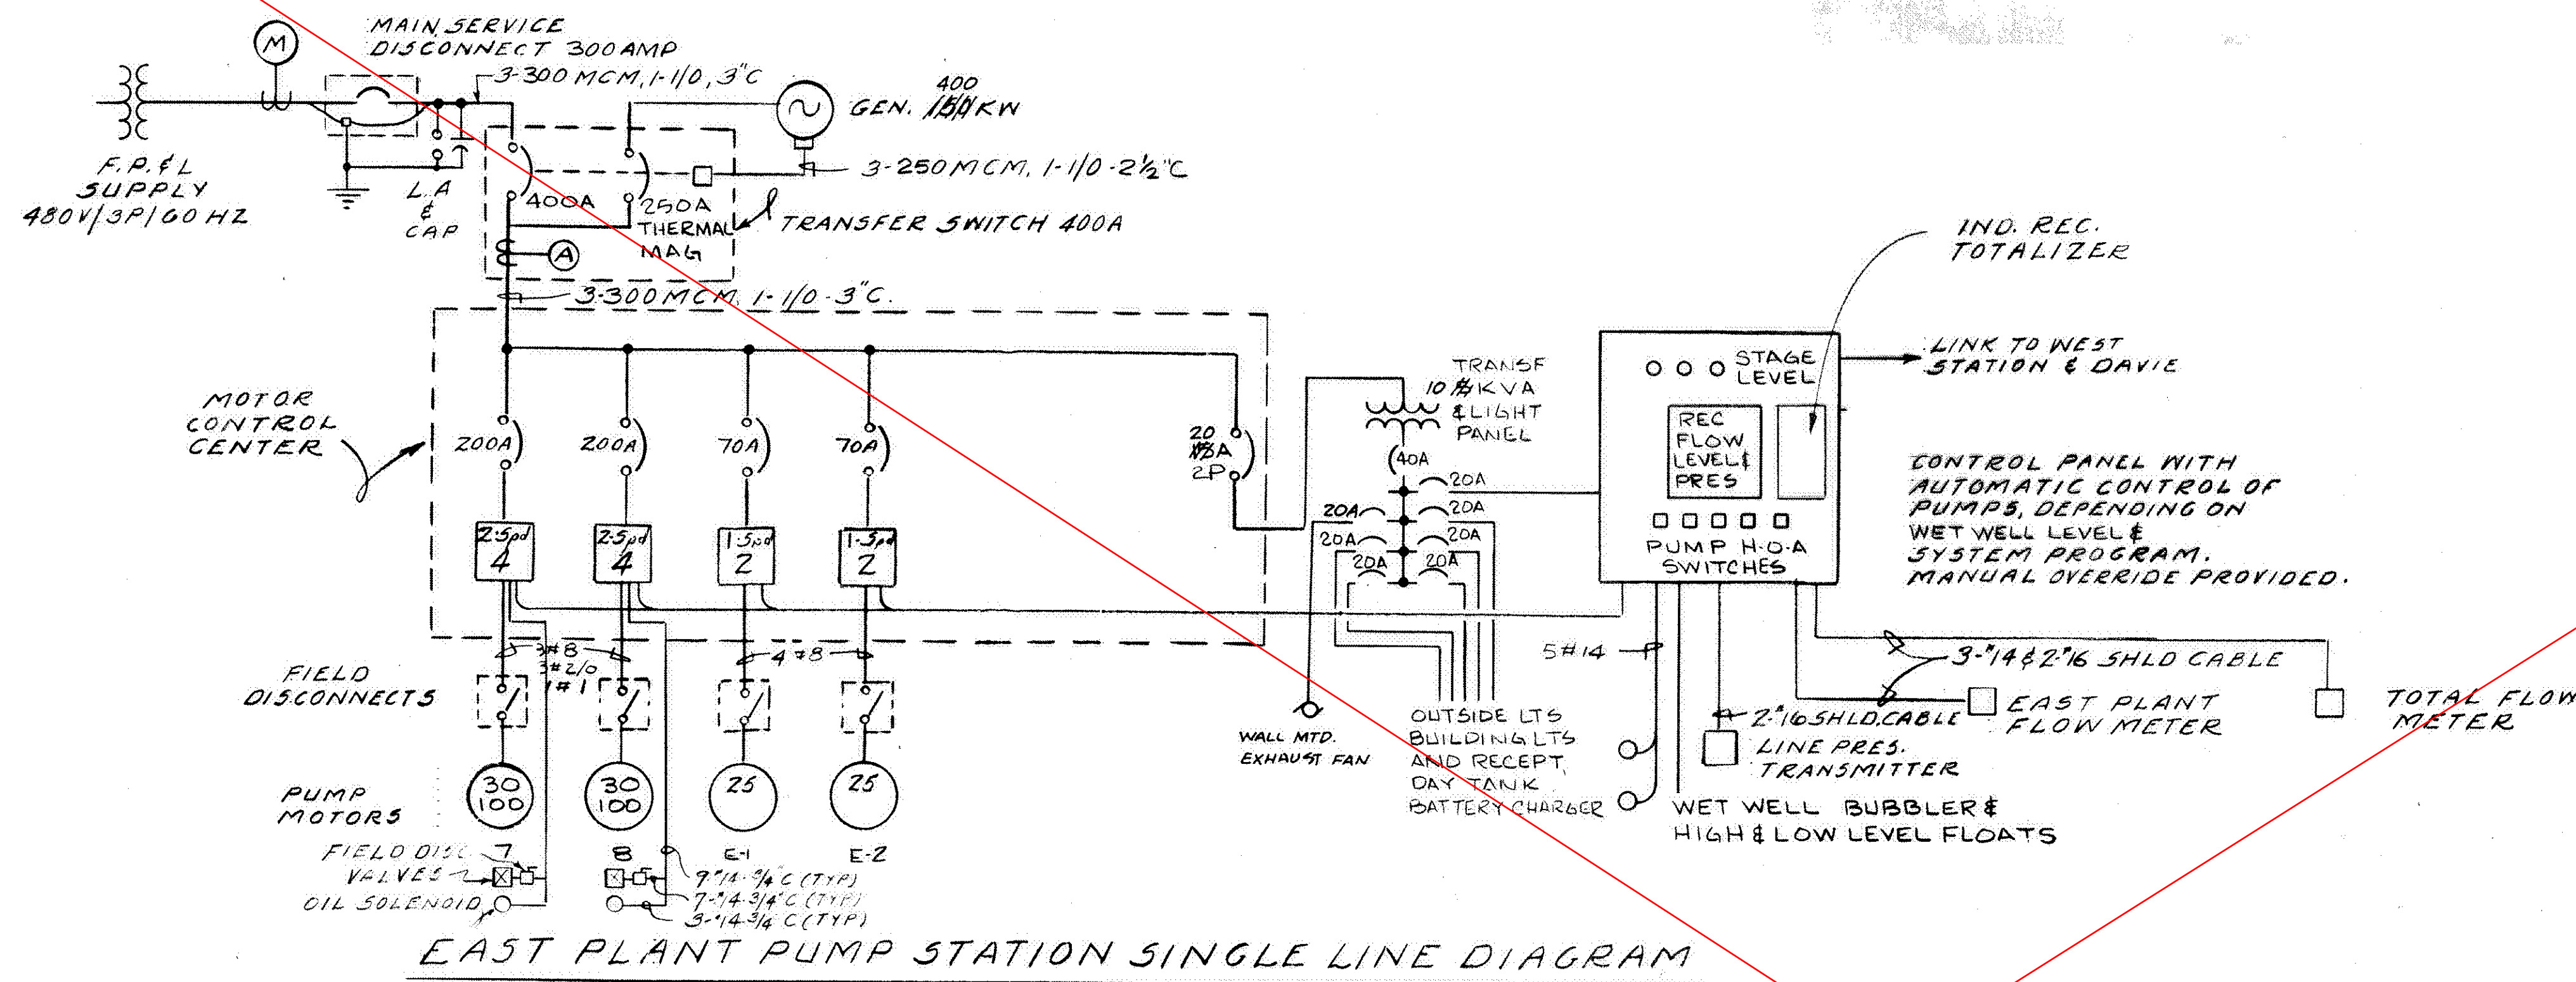 MAIN SERVICE
DISCONNECT 300 AMP
3-300 MCM, 1-1/0, 3"C
M
F.P.&L
SUPPLY
480V/3P/60 HZ
L.A
&
CAP
400
GEN. 150 KW
3-250 MCM, 1-1/0-2½"C
400A
250A
THERMAL
MAG
TRANSFER SWITCH 400A
A
3-300 MCM, 1-1/0-3"C.
MOTOR
CONTROL
CENTER
200A
200A
70A
70A
20
A
2P
2-Spd
4
2-Spd
4
1-Spd
2
1-Spd
2
3#8
3#2/0
1#1
4#8
FIELD
DISCONNECTS
PUMP
MOTORS
30
100
30
100
25
25
7
8
E-1
E-2
FIELD DISC
VALVES
OIL SOLENOID
9-#14-3/4"C (TYP)
7-#14-3/4"C (TYP)
3-#14-3/4"C (TYP)
TRANSF
10 KVA
& LIGHT
PANEL
40A
20A
20A
20A
20A
20A
20A
20A
WALL MTD.
EXHAUST FAN
OUTSIDE LTS
BUILDING LTS
AND RECEPT,
DAY TANK
BATTERY CHARGER
STAGE
LEVEL
REC
FLOW
LEVEL &
PRES
PUMP H-O-A
SWITCHES
IND. REC.
TOTALIZER
LINK TO WEST
STATION & DAVIE
CONTROL PANEL WITH
AUTOMATIC CONTROL OF
PUMPS, DEPENDING ON
WET WELL LEVEL &
SYSTEM PROGRAM.
MANUAL OVERRIDE PROVIDED.
5#14
3-#14 & 2-#16 SHLD CABLE
2-#16 SHLD. CABLE
EAST PLANT
FLOW METER
TOTAL FLOW
METER
LINE PRES.
TRANSMITTER
WET WELL BUBBLER &
HIGH & LOW LEVEL FLOATS
EAST PLANT PUMP STATION SINGLE LINE DIAGRAM